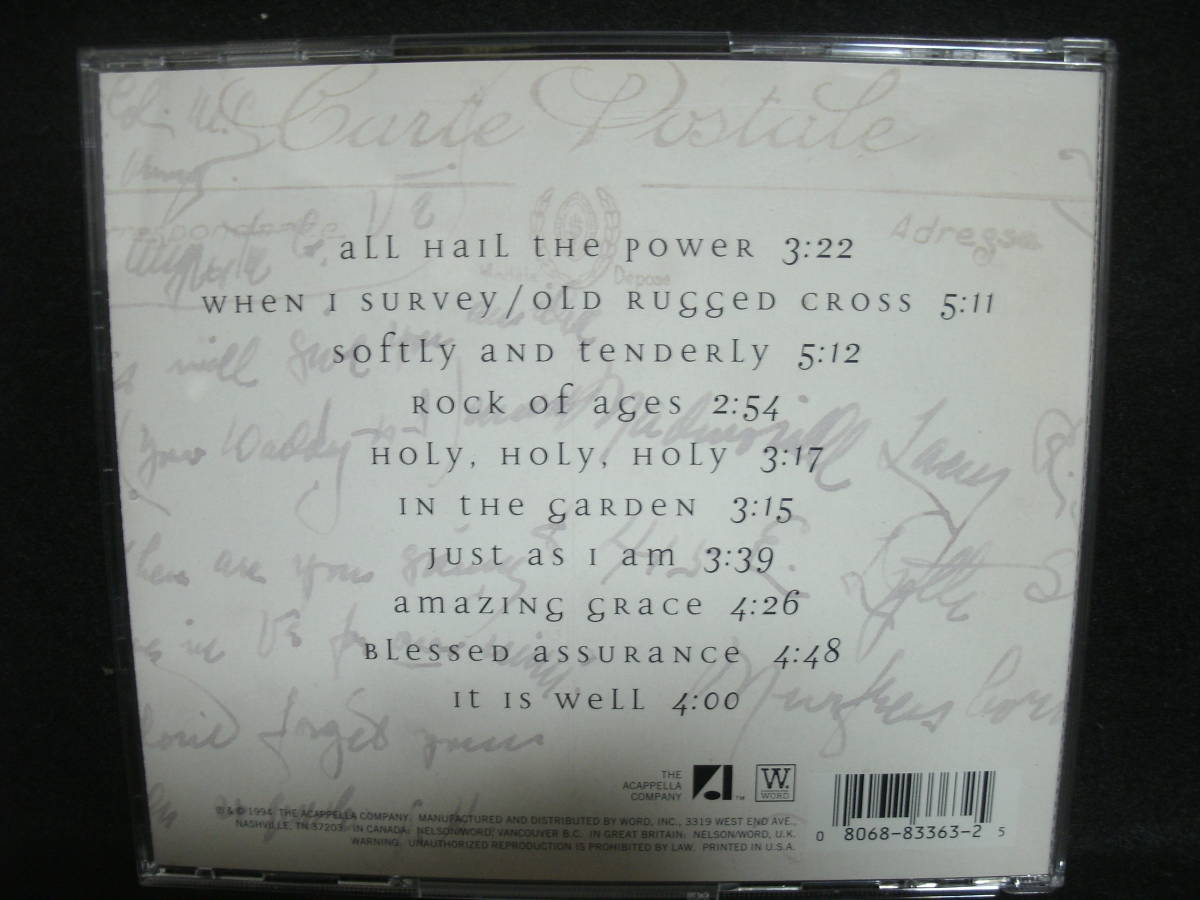 Carte Postale
Adresse
Depose
all hail the power 3:22
when I survey/old rugged cross 5:11
softly and tenderly 5:12
rock of ages 2:54
holy, holy, holy 3:17
in the garden 3:15
just as I am 3:39
amazing grace 4:26
blessed assurance 4:48
it is well 4:00
THE
ACAPPELLA
COMPANY
™
W.
WORD
℗ & © 1994 THE ACAPPELLA COMPANY. MANUFACTURED AND DISTRIBUTED BY WORD, INC., 3319 WEST END AVE.,
NASHVILLE, TN 37203. IN CANADA: NELSON/WORD, VANCOUVER B.C. IN GREAT BRITAIN: NELSON/WORD, U.K.
WARNING. UNAUTHORIZED REPRODUCTION IS PROHIBITED BY LAW. PRINTED IN U.S.A.
0 8068-83363-2 5